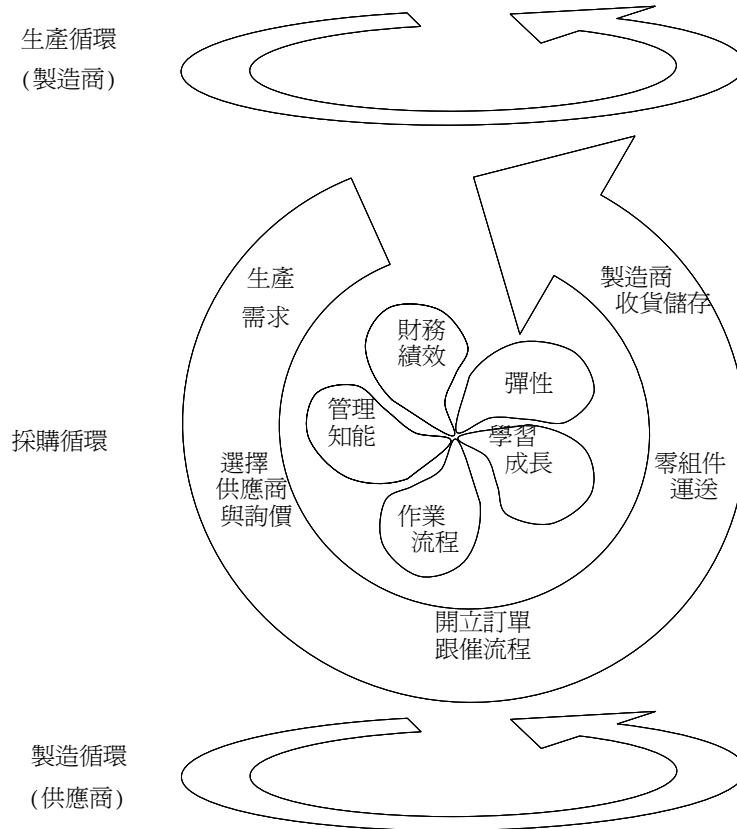 生產循環
(製造商)
生產
需求
製造商
收貨儲存
財務
績效
彈性
管理
知能
學習
成長
採購循環
選擇
供應商
與詢價
零組件
運送
作業
流程
開立訂單
跟催流程
製造循環
(供應商)